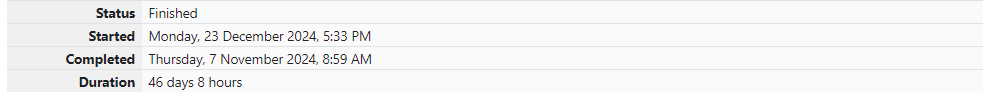 Status Finished
Started Monday, 23 December 2024, 5:33 PM
Completed Thursday, 7 November 2024, 8:59 AM
Duration 46 days 8 hours